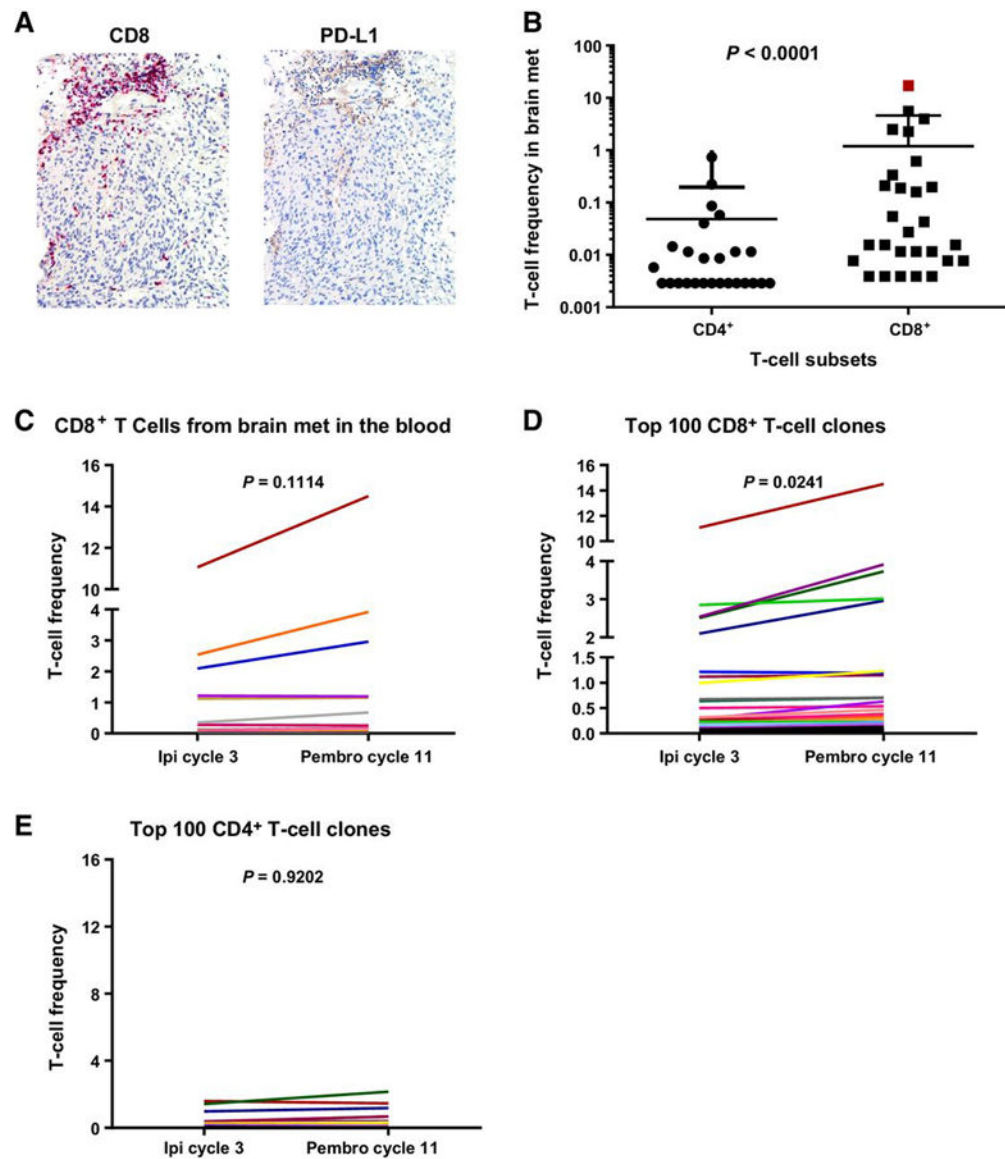 A
CD8
PD-L1
B
P < 0.0001
T-cell frequency in brain met
100
10
1
0.1
0.01
0.001
CD4⁺
CD8⁺
T-cell subsets
C
CD8⁺ T Cells from brain met in the blood
P = 0.1114
T-cell frequency
16
14
12
10
4
3
2
1
0
Ipi cycle 3
Pembro cycle 11
D
Top 100 CD8+ T-cell clones
P = 0.0241
T-cell frequency
16
14
12
10
4
3
2
1.5
1.0
0.5
0.0
Ipi cycle 3
Pembro cycle 11
E
Top 100 CD4⁺ T-cell clones
P = 0.9202
T-cell frequency
16
12
8
4
0
Ipi cycle 3
Pembro cycle 11